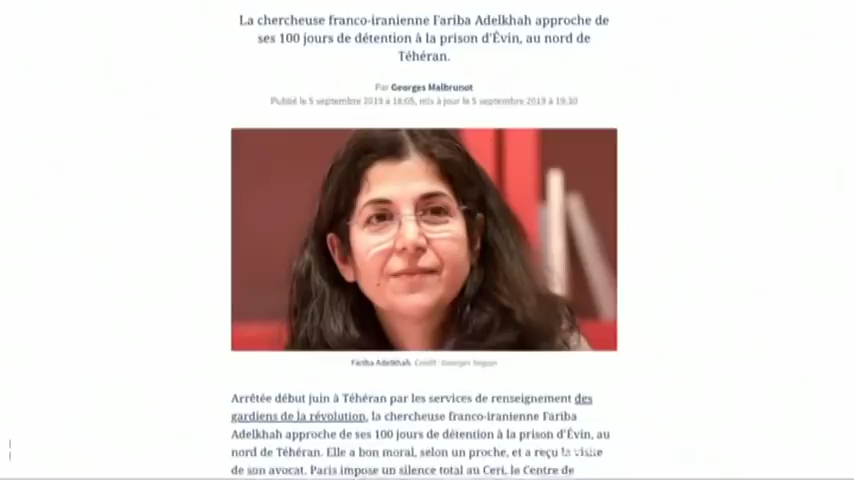 La chercheuse franco-iranienne Fariba Adelkhah approche de
ses 100 jours de détention à la prison d'Évin, au nord de
Téhéran.
Par Georges Malbrunot
Publié le 5 septembre 2019 à 18:05, mis à jour le 5 septembre 2019 à 19:30
Fariba Adelkhah Crédit : Georges
Arrêtée début juin à Téhéran par les services de renseignement des
gardiens de la révolution, la chercheuse franco-iranienne Fariba
Adelkhah approche de ses 100 jours de détention à la prison d'Évin, au
nord de Téhéran. Elle a bon moral, selon un proche, et a reçu la visite
de son avocat. Paris impose un silence total au Ceri, le Centre de